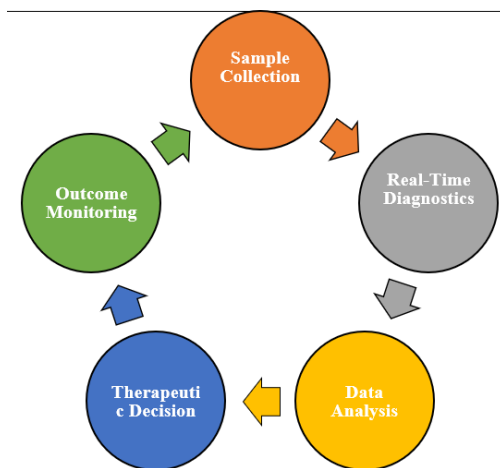 Sample
Collection
Real-Time
Diagnostics
Data
Analysis
Therapeuti
c Decision
Outcome
Monitoring